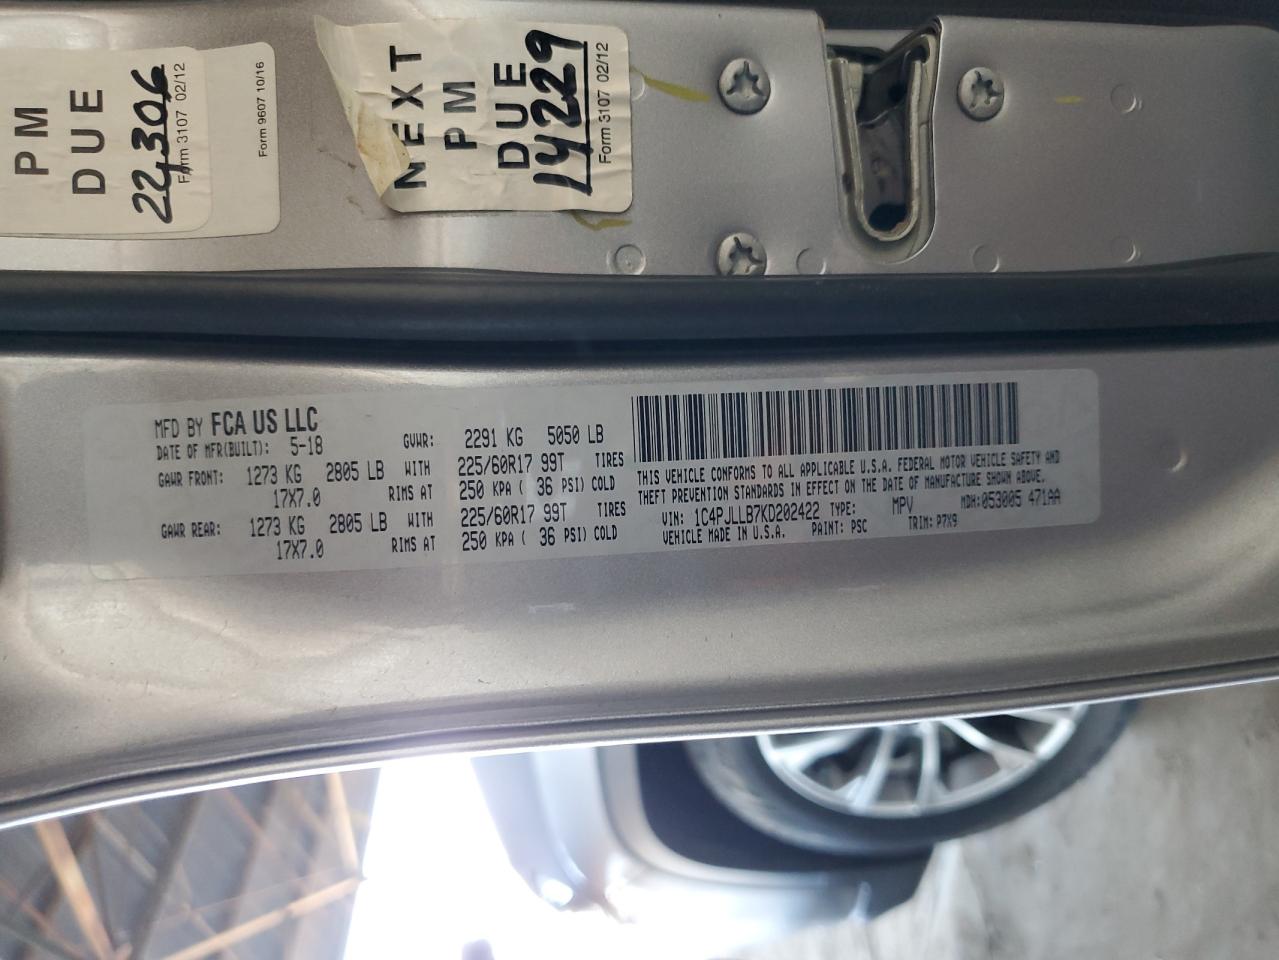 PM
DUE
22,306
Form 3107 02/12
Form 9607 10/16
NEXT
PM
DUE
14229
Form 3107 02/12
MFD BY FCA US LLC
DATE OF MFR(BUILT): 5-18 GVWR: 2291 KG 5050 LB
GAWR FRONT: 1273 KG 2805 LB WITH 225/60R17 99T TIRES
17X7.0 RIMS AT 250 KPA ( 36 PSI) COLD
GAWR REAR: 1273 KG 2805 LB WITH 225/60R17 99T TIRES
17X7.0 RIMS AT 250 KPA ( 36 PSI) COLD
THIS VEHICLE CONFORMS TO ALL APPLICABLE U.S.A. FEDERAL MOTOR VEHICLE SAFETY AND
THEFT PREVENTION STANDARDS IN EFFECT ON THE DATE OF MANUFACTURE SHOWN ABOVE.
VIN: 1C4PJLLB7KD202422 TYPE: MPV MDH: 053005 471AA
VEHICLE MADE IN U.S.A. PAINT: PSC TRIM: P7X9